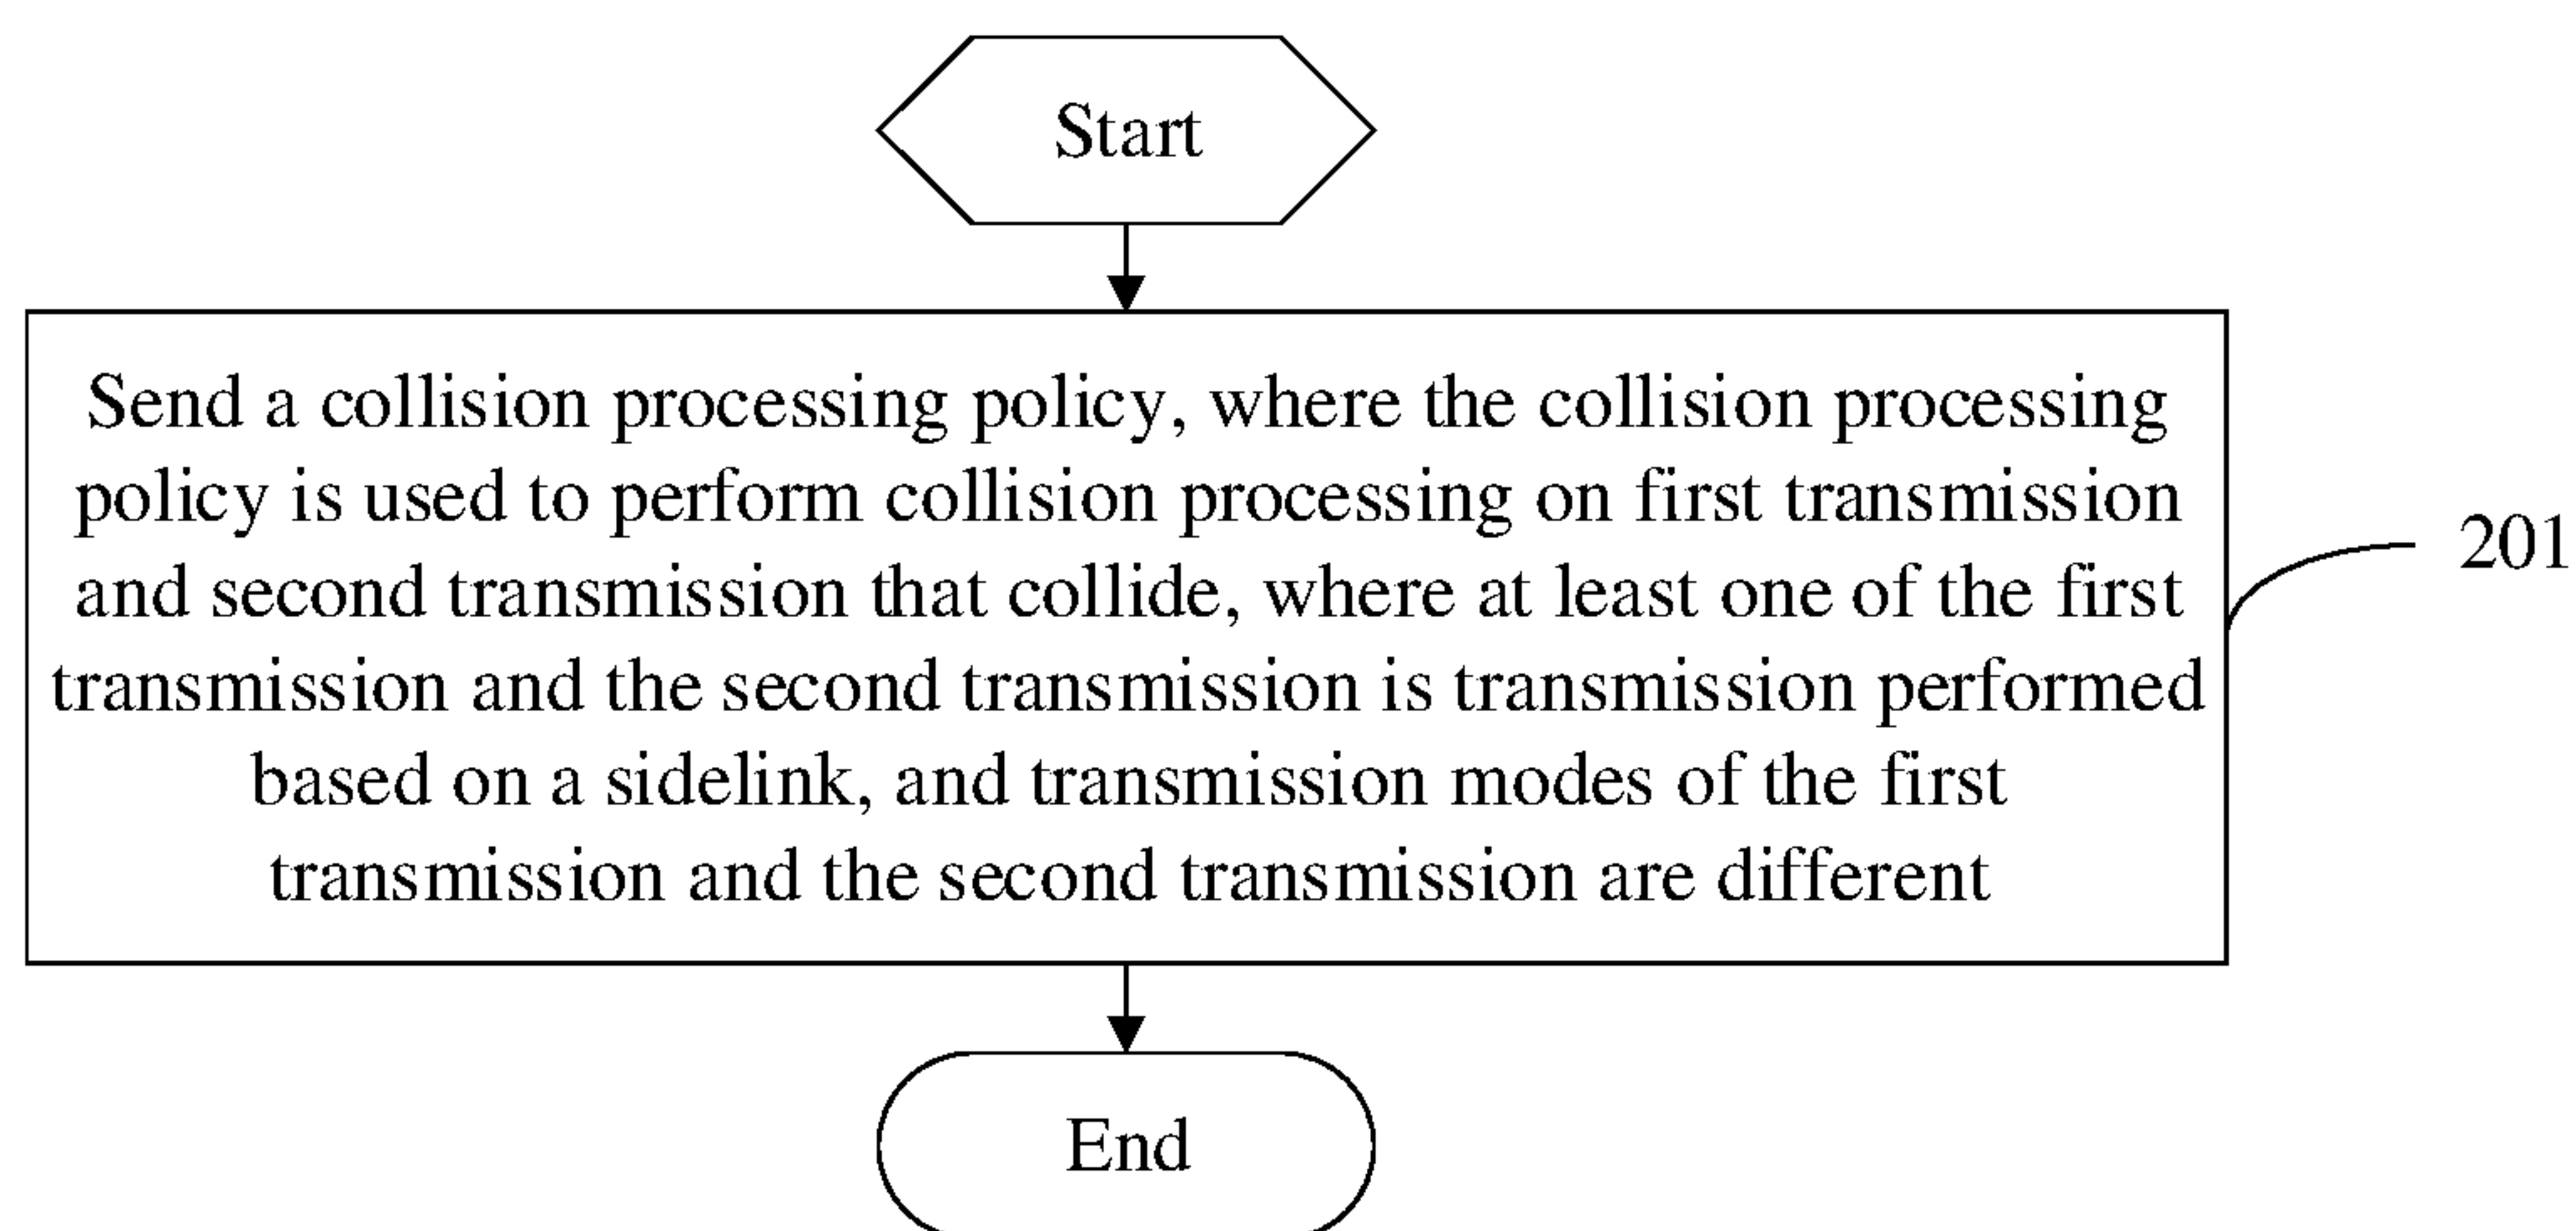 Start
Send a collision processing policy, where the collision processing
policy is used to perform collision processing on first transmission
and second transmission that collide, where at least one of the first
transmission and the second transmission is transmission performed
based on a sidelink, and transmission modes of the first
transmission and the second transmission are different
201
End